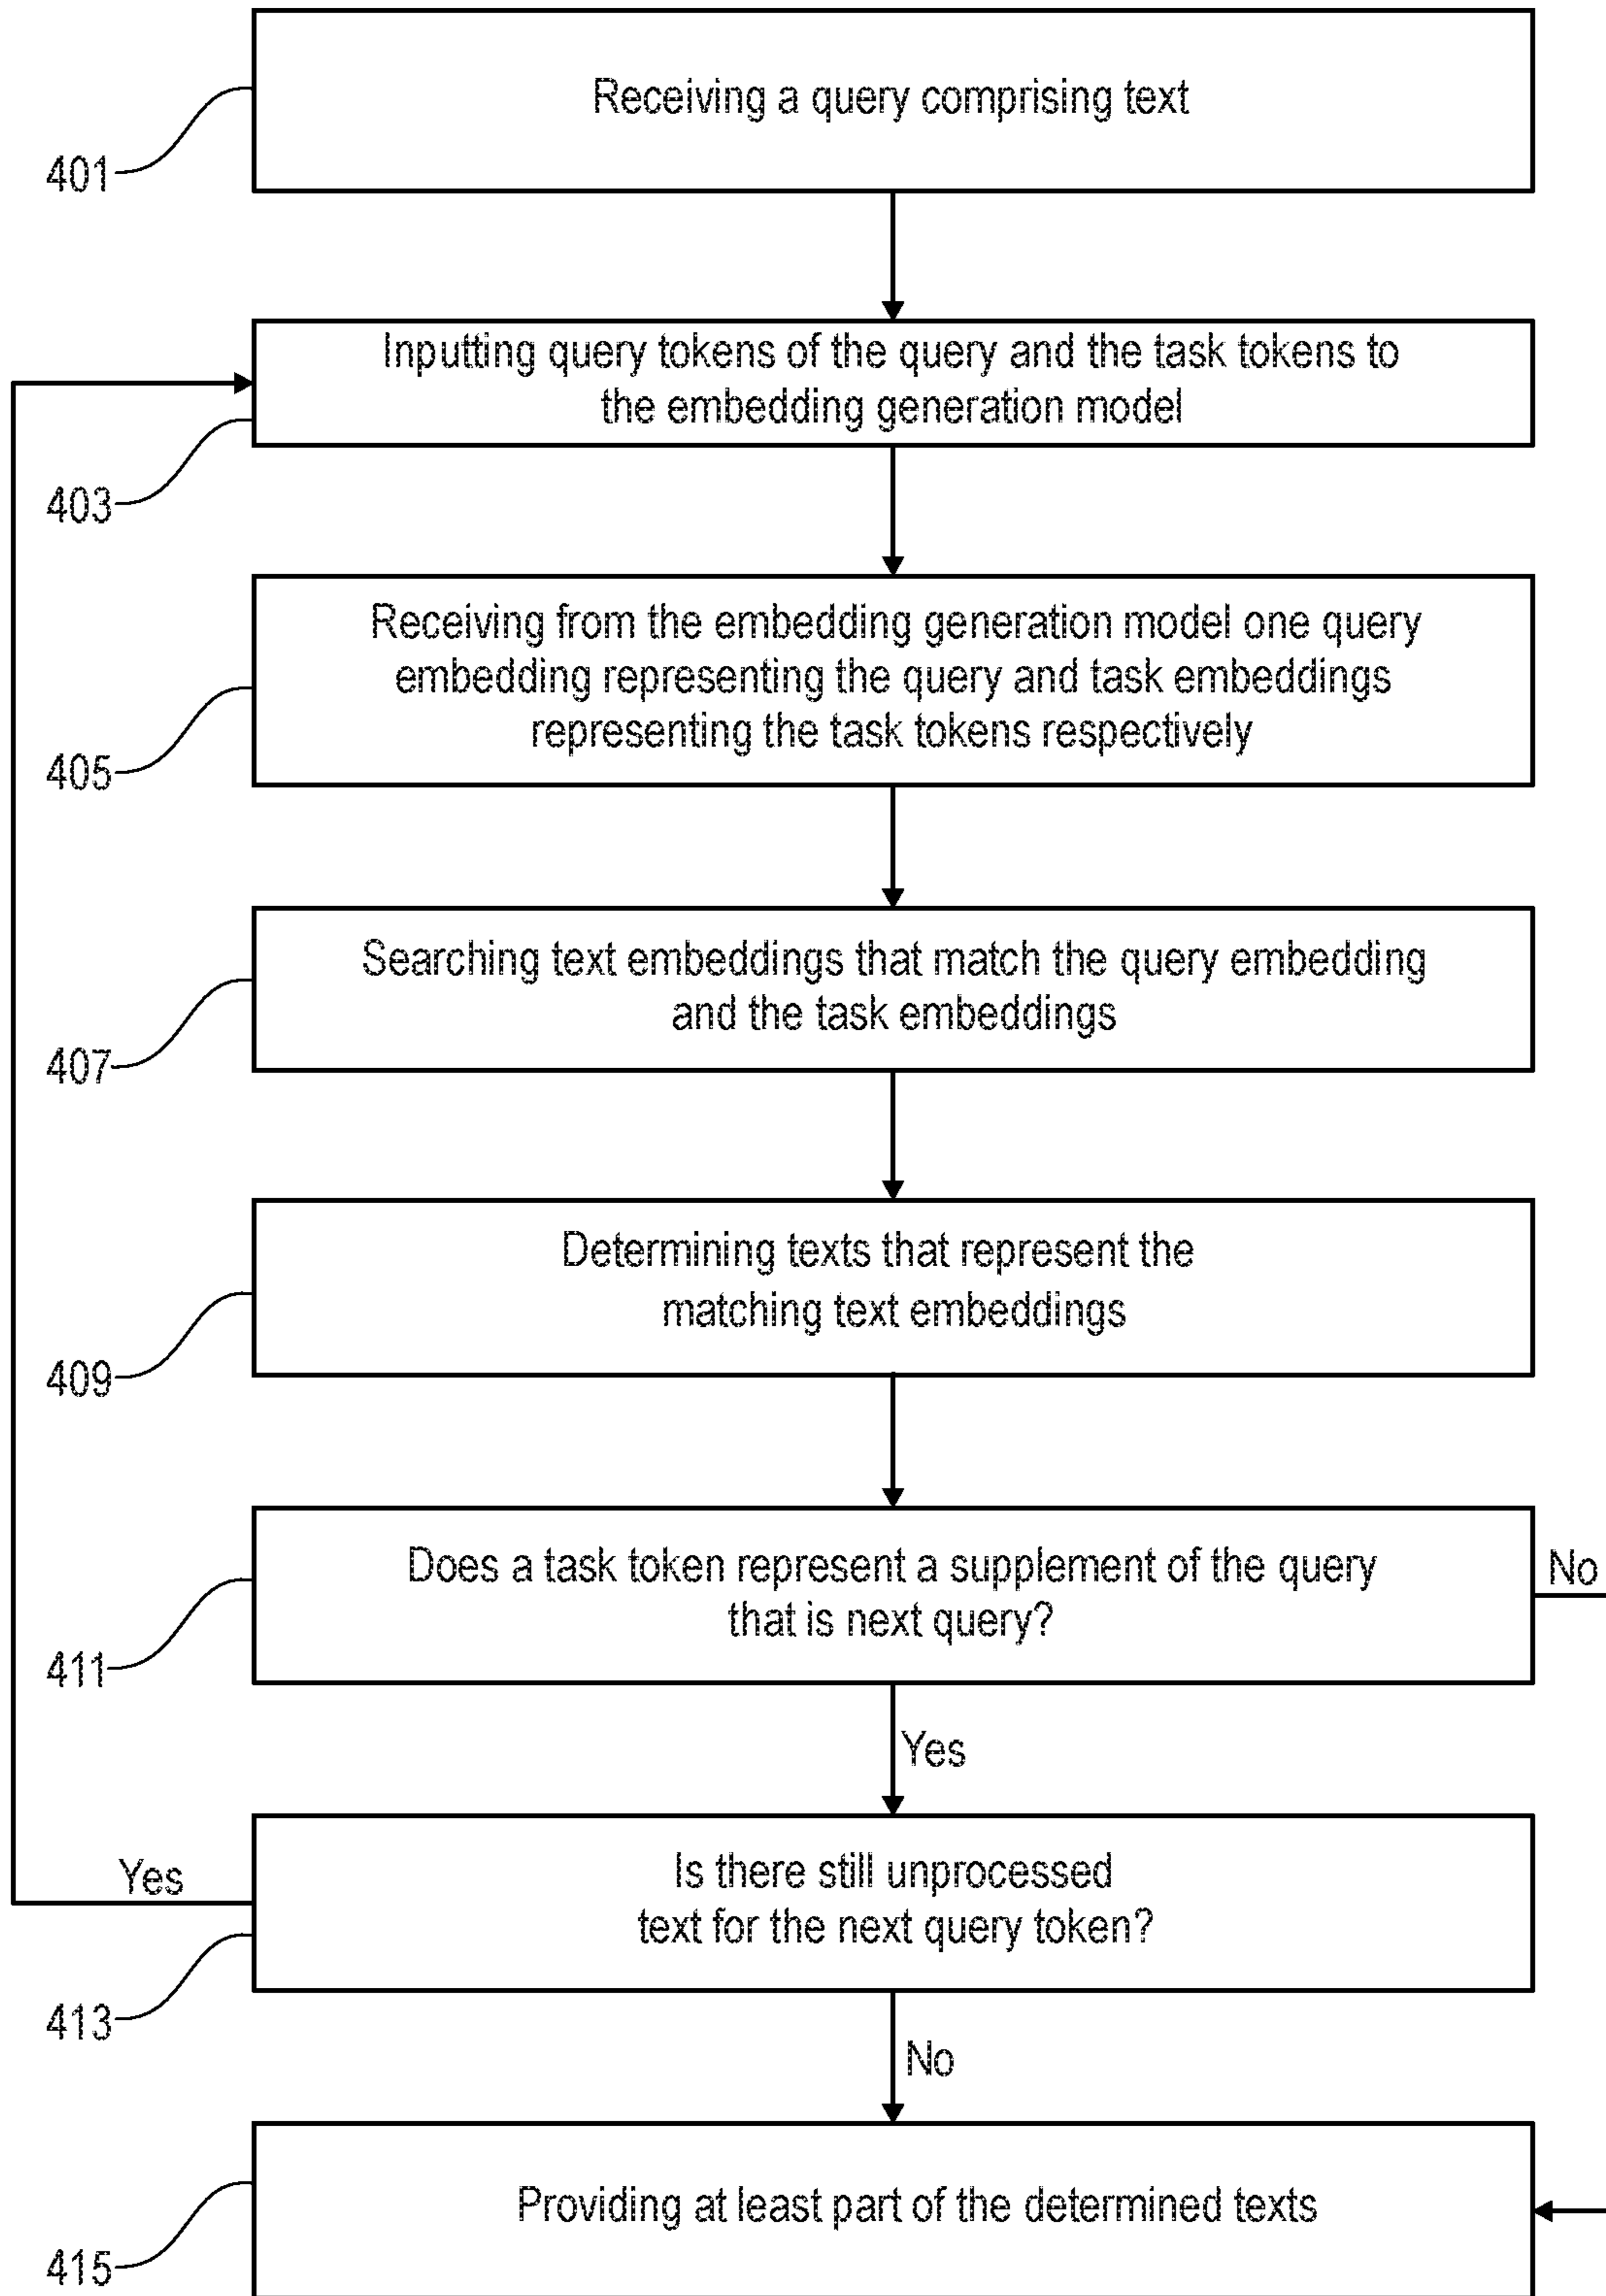 Receiving a query comprising text
401
Inputting query tokens of the query and the task tokens to
the embedding generation model
403
Receiving from the embedding generation model one query
embedding representing the query and task embeddings
representing the task tokens respectively
405
Searching text embeddings that match the query embedding
and the task embeddings
407
Determining texts that represent the
matching text embeddings
409
Does a task token represent a supplement of the query
that is next query?
No
411
Yes
Is there still unprocessed
text for the next query token?
Yes
413
No
Providing at least part of the determined texts
415